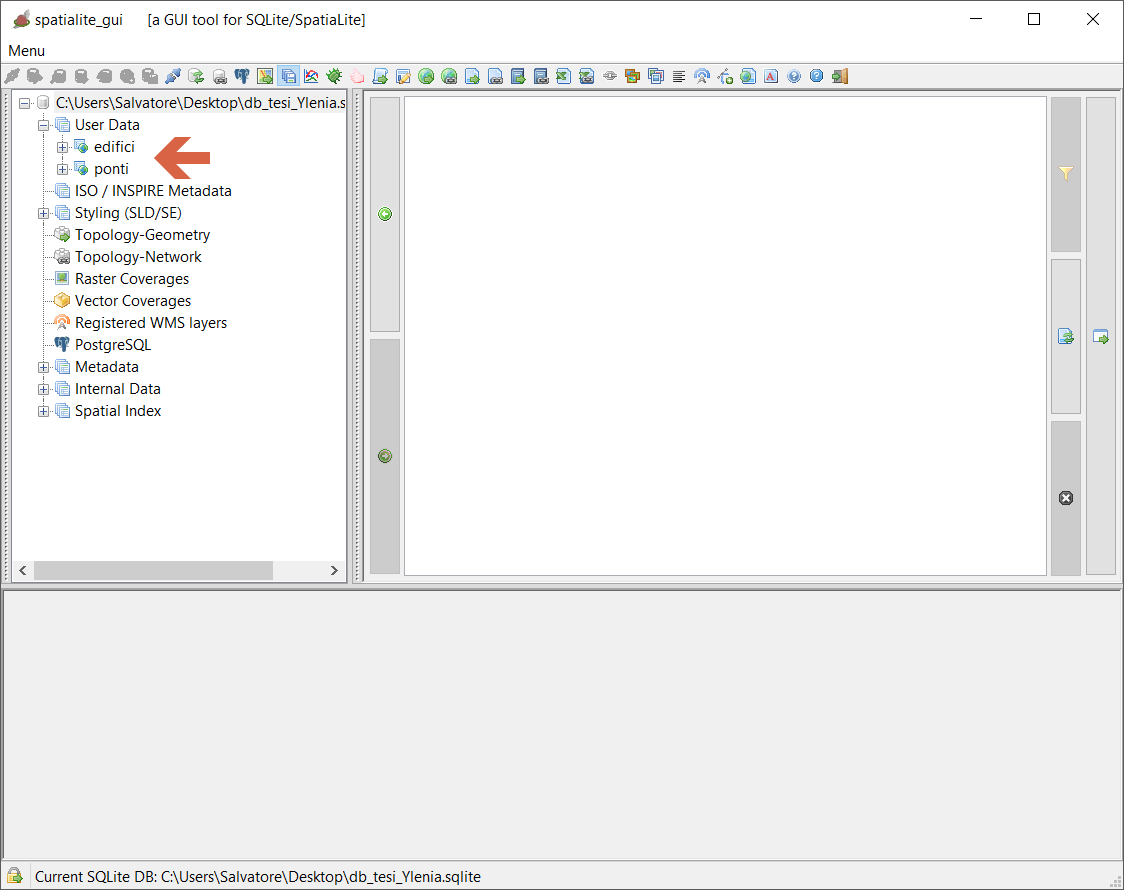 spatialite_gui [a GUI tool for SQLite/SpatiaLite]
Menu
C:\Users\Salvatore\Desktop\db_tesi_Ylenia.s
User Data
edifici
ponti
ISO / INSPIRE Metadata
Styling (SLD/SE)
Topology-Geometry
Topology-Network
Raster Coverages
Vector Coverages
Registered WMS layers
PostgreSQL
Metadata
Internal Data
Spatial Index
Current SQLite DB: C:\Users\Salvatore\Desktop\db_tesi_Ylenia.sqlite